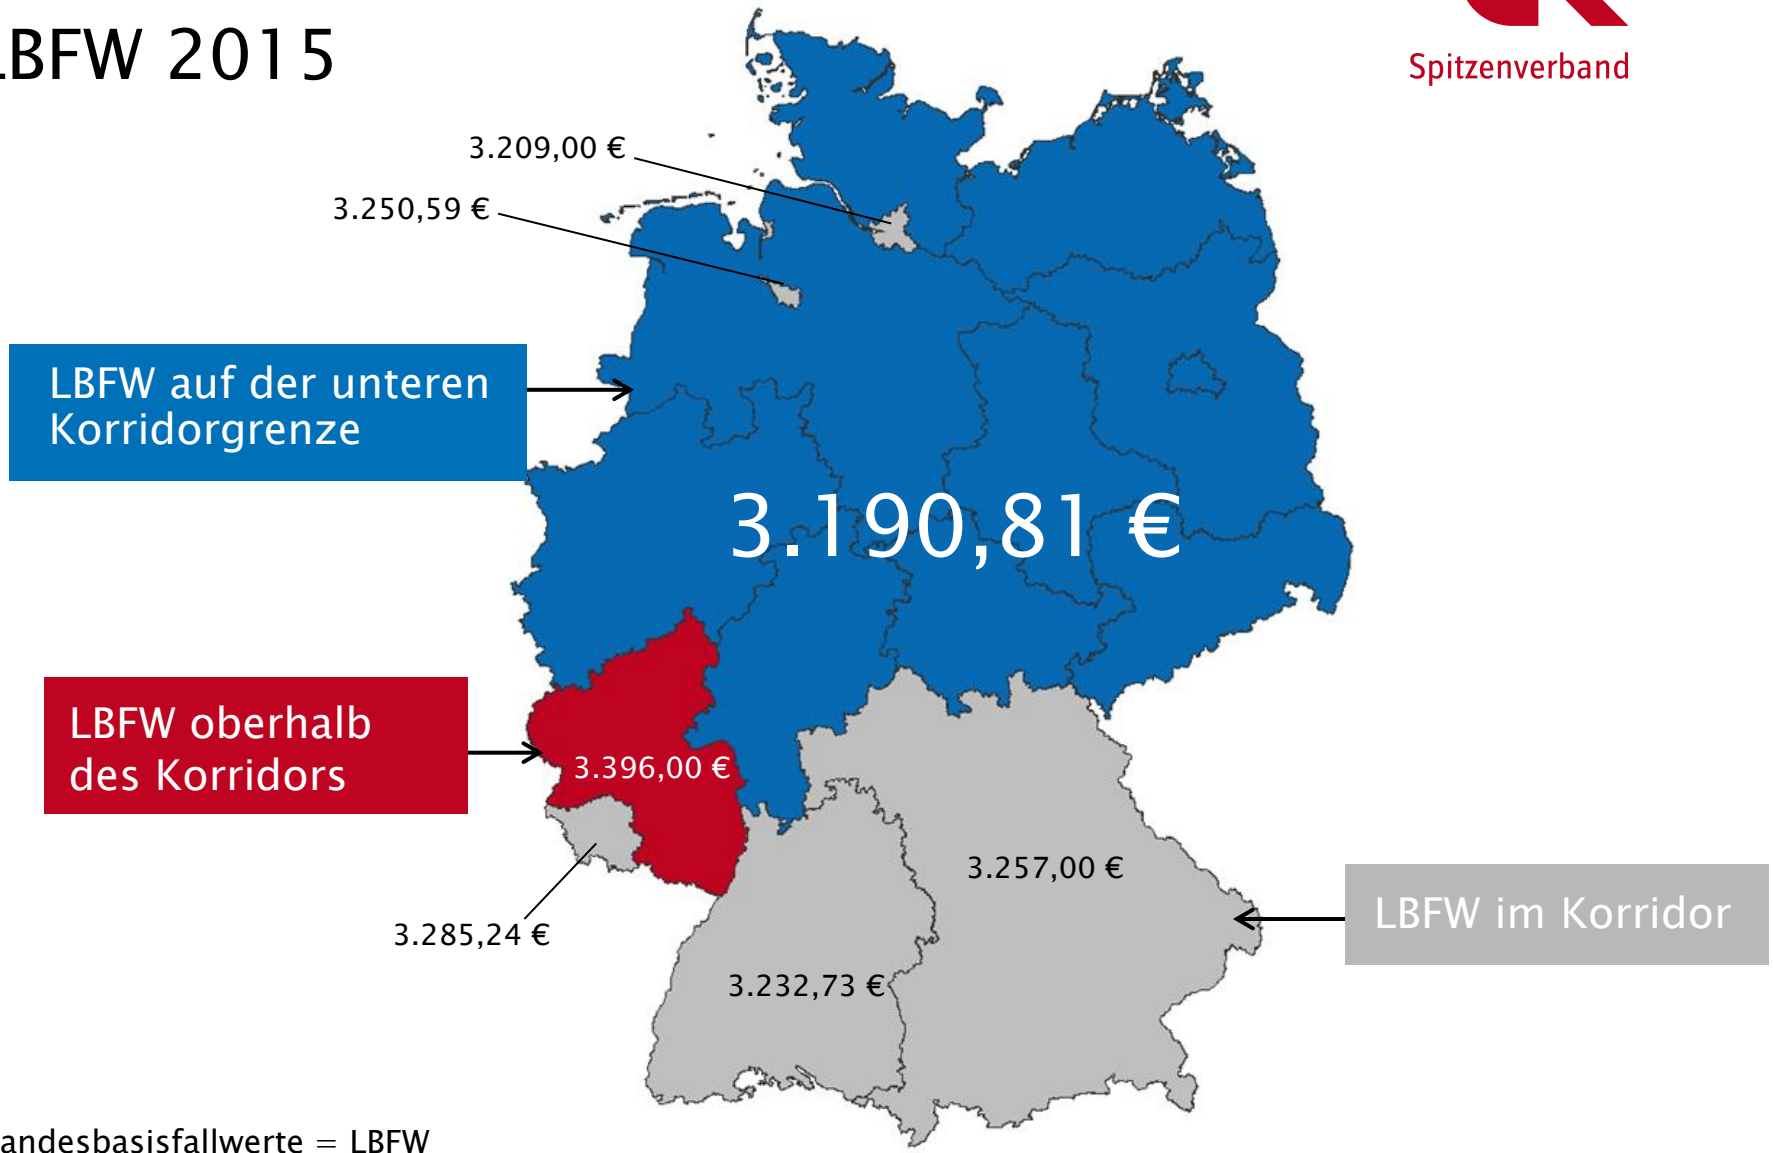 LBFW 2015
Spitzenverband
3.209,00 €
3.250,59 €
LBFW auf der unteren
Korridorgrenze
3.190,81 €
LBFW oberhalb
des Korridors
3.396,00 €
3.257,00 €
LBFW im Korridor
3.285,24 €
3.232,73 €
andesbasisfallwerte = LBFW